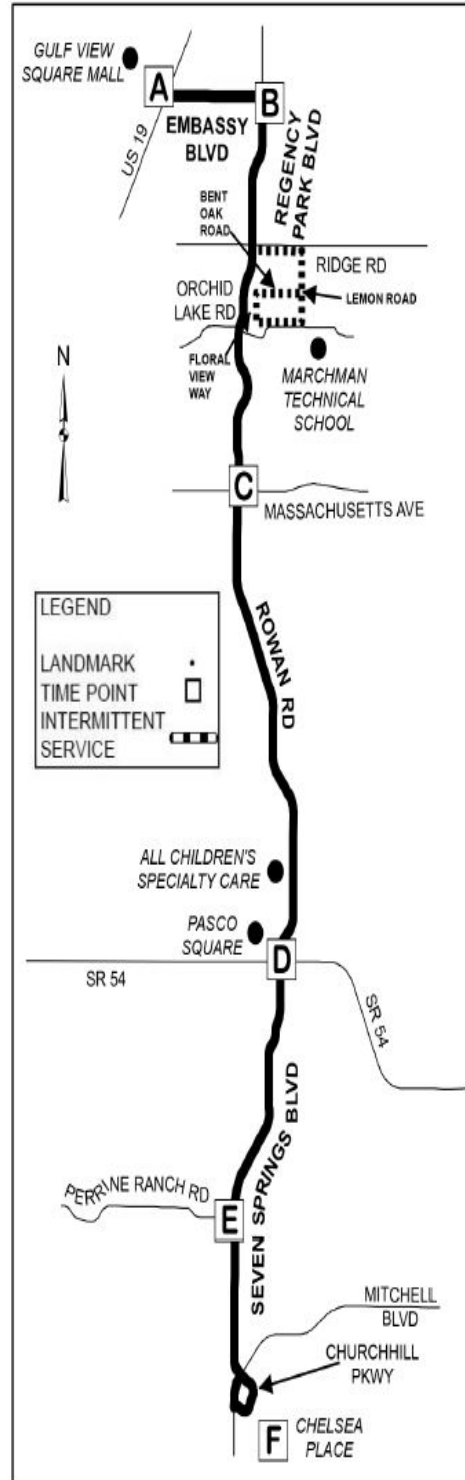 GULF VIEW
SQUARE MALL
A
B
EMBASSY
BLVD
US 19
REGENCY
PARK BLVD
BENT
OAK
ROAD
RIDGE RD
ORCHID
LAKE RD
LEMON ROAD
FLORAL
VIEW
WAY
MARCHMAN
TECHNICAL
SCHOOL
N
C
MASSACHUSETTS AVE
LEGEND
LANDMARK
TIME POINT
INTERMITTENT
SERVICE
ROWAN RD
ALL CHILDREN'S
SPECIALTY CARE
PASCO
SQUARE
D
SR 54
SR 54
SEVEN SPRINGS BLVD
PERRINE RANCH RD
E
MITCHELL
BLVD
CHURCHHILL
PKWY
F
CHELSEA
PLACE